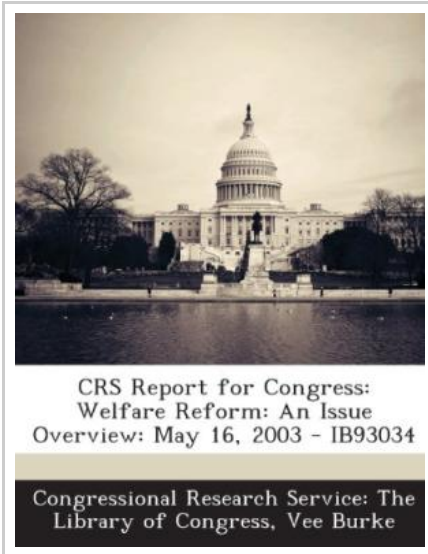 CRS Report for Congress:
Welfare Reform: An Issue
Overview: May 16, 2003 - IB93034
Congressional Research Service: The
Library of Congress, Vee Burke